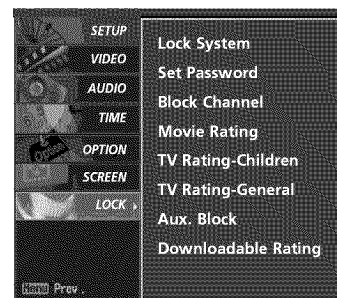 SETUP
VIDEO
AUDIO
TIME
OPTION
SCREEN
LOCK
Lock System
Set Password
Block Channel
Movie Rating
TV Rating-Children
TV Rating-General
Aux. Block
Downloadable Rating
Menu Prev.